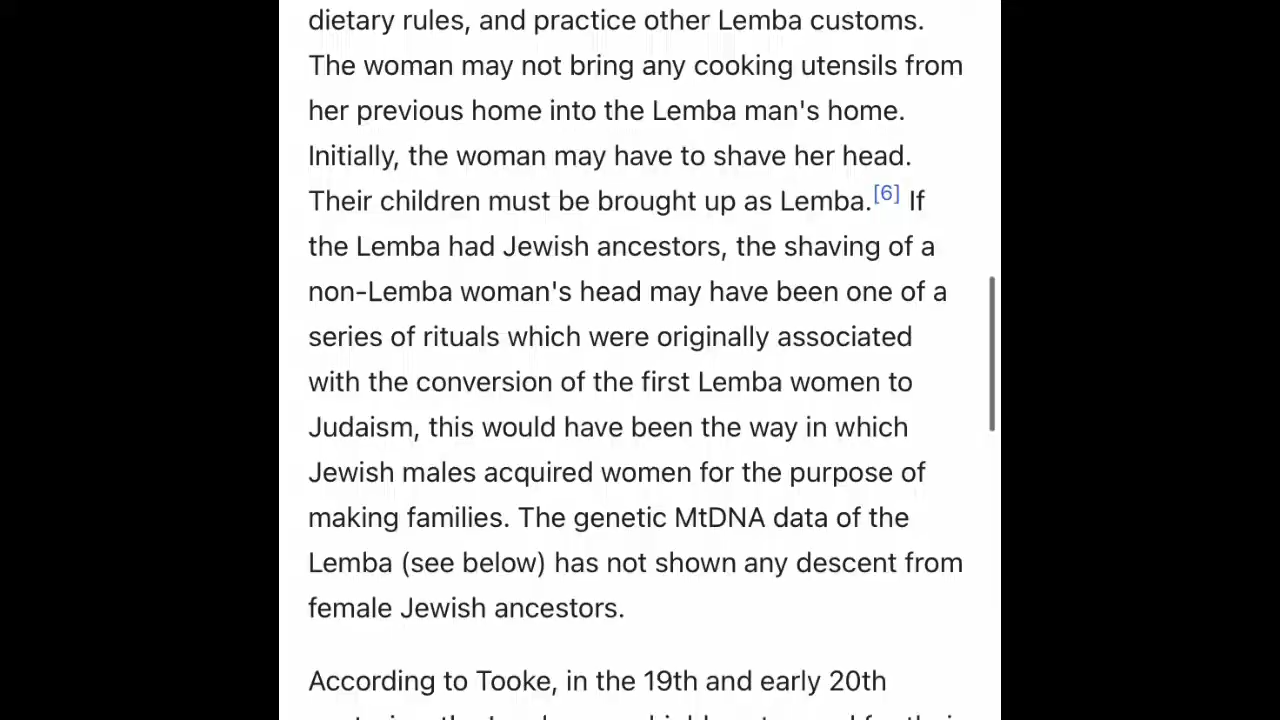 dietary rules, and practice other Lemba customs.
The woman may not bring any cooking utensils from
her previous home into the Lemba man's home.
Initially, the woman may have to shave her head.
Their children must be brought up as Lemba.[6] If
the Lemba had Jewish ancestors, the shaving of a
non-Lemba woman's head may have been one of a
series of rituals which were originally associated
with the conversion of the first Lemba women to
Judaism, this would have been the way in which
Jewish males acquired women for the purpose of
making families. The genetic MtDNA data of the
Lemba (see below) has not shown any descent from
female Jewish ancestors.
According to Tooke, in the 19th and early 20th